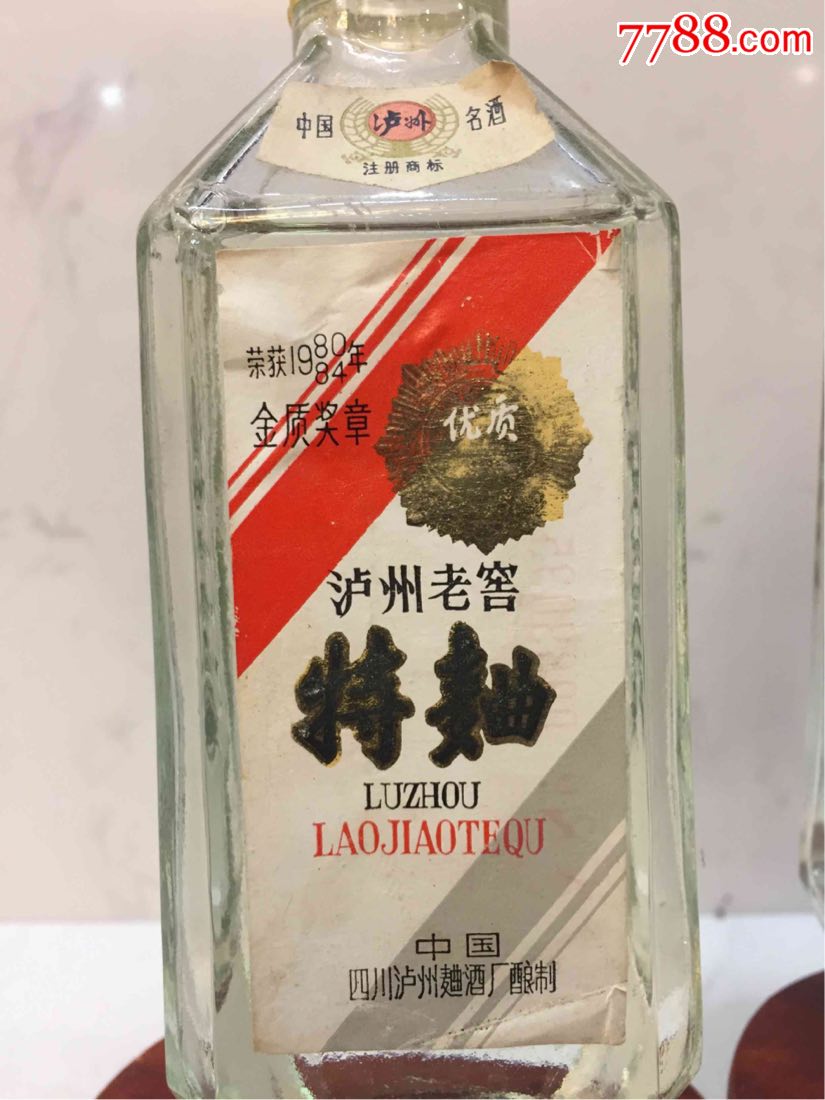 7788.com
中国 泸州 名酒
注册商标
荣获1980年
84
金质奖章
优质
泸州老窖
特麯
LUZHOU
LAOJIAOTEQU
中国
四川泸州麯酒厂酿制